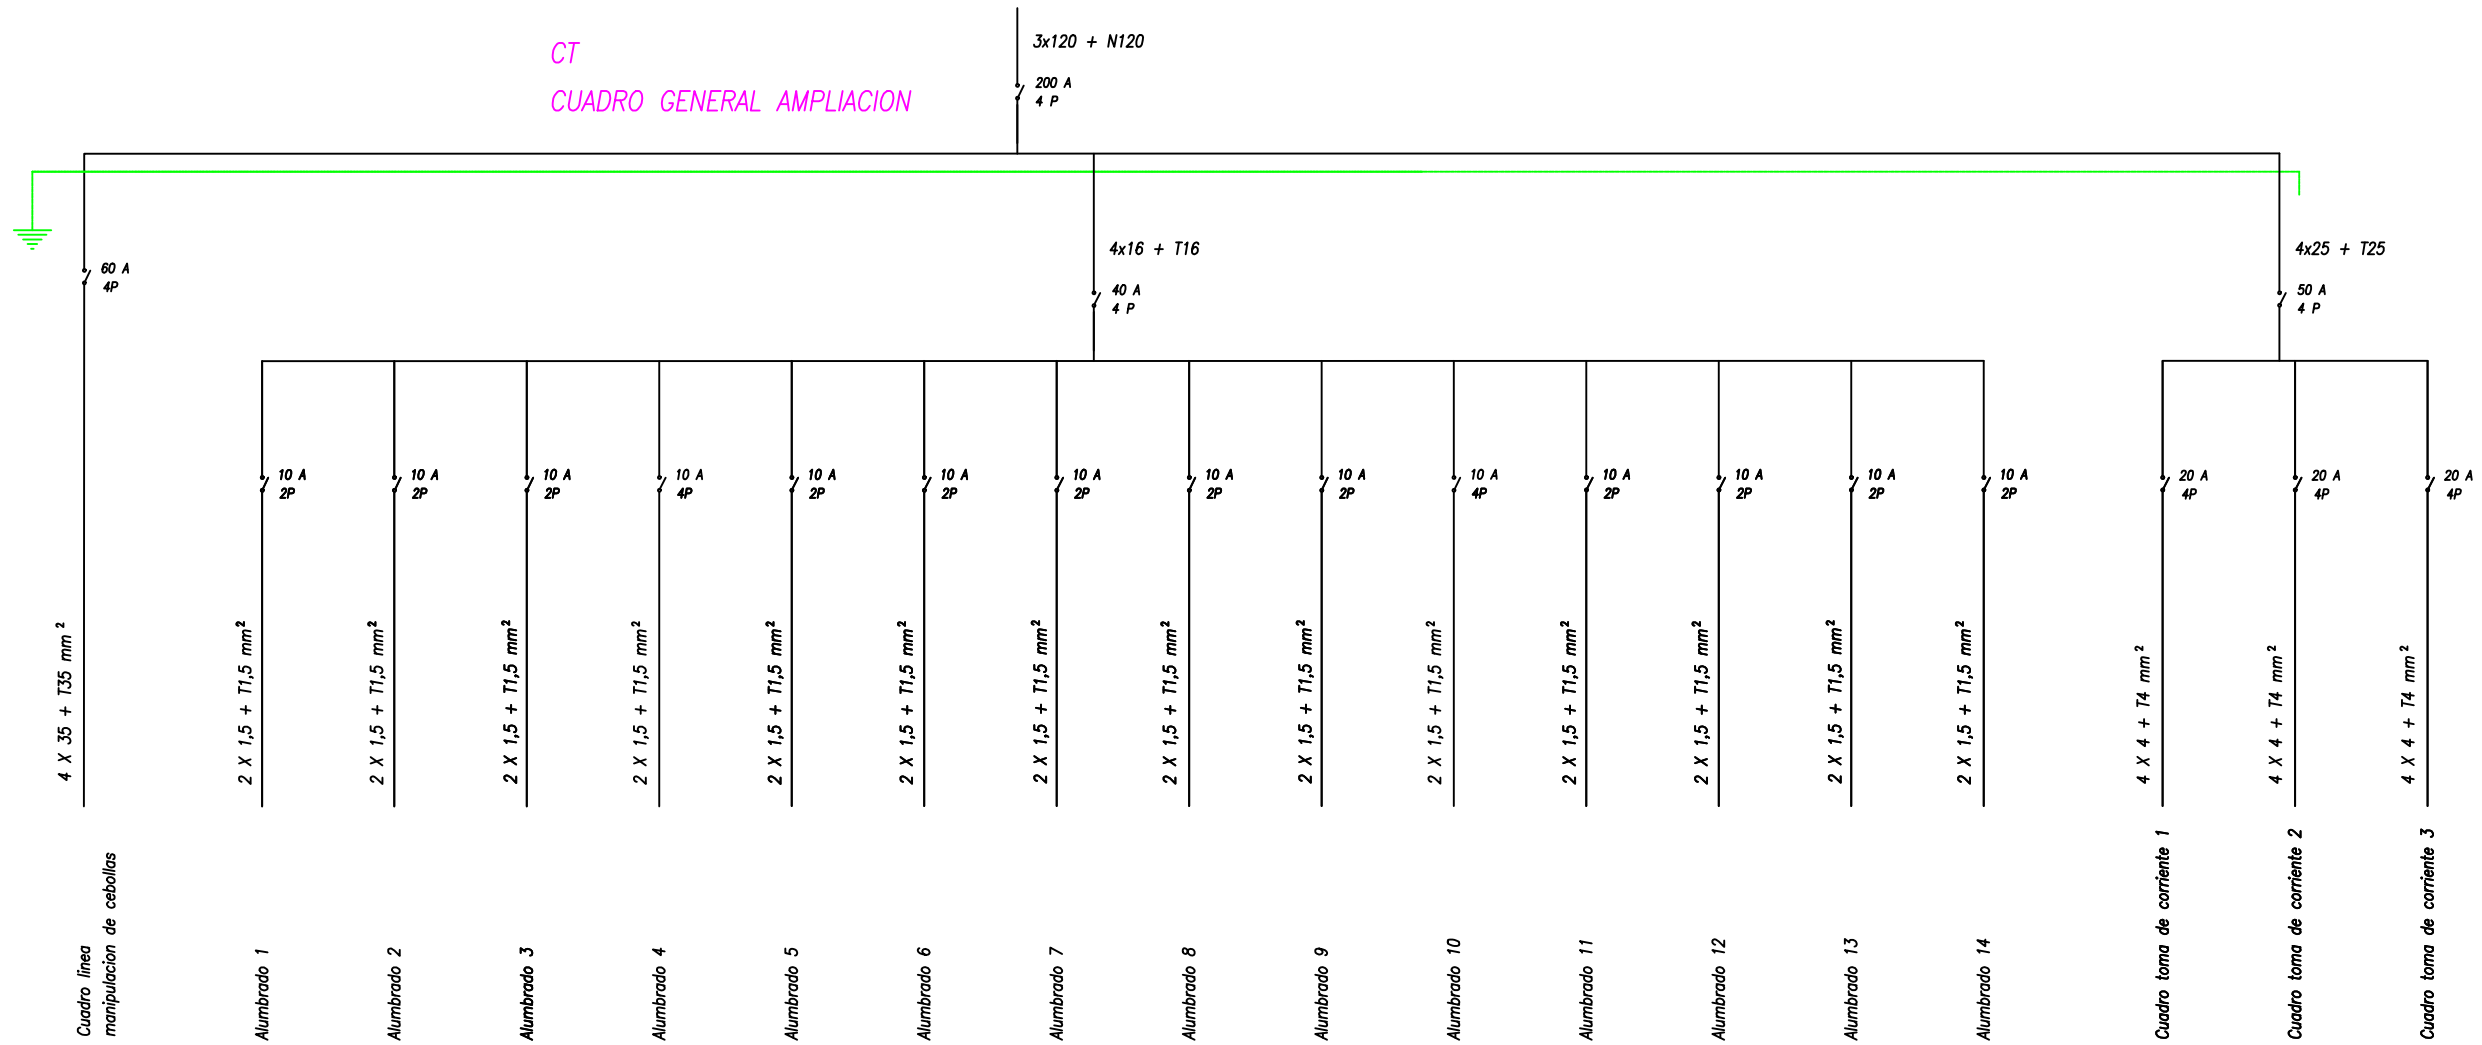 CT
CUADRO GENERAL AMPLIACION
3x120 + N120
200 A
4 P
4x16 + T16
40 A
4 P
4x25 + T25
50 A
4 P
60 A
4P
10 A
2P
10 A
2P
10 A
2P
10 A
4P
10 A
2P
10 A
2P
10 A
2P
10 A
2P
10 A
2P
10 A
4P
10 A
2P
10 A
2P
10 A
2P
10 A
2P
20 A
4P
20 A
4P
20 A
4P
4 X 35 + T35 mm²
2 X 1,5 + T1,5 mm²
2 X 1,5 + T1,5 mm²
2 X 1,5 + T1,5 mm²
2 X 1,5 + T1,5 mm²
2 X 1,5 + T1,5 mm²
2 X 1,5 + T1,5 mm²
2 X 1,5 + T1,5 mm²
2 X 1,5 + T1,5 mm²
2 X 1,5 + T1,5 mm²
2 X 1,5 + T1,5 mm²
2 X 1,5 + T1,5 mm²
2 X 1,5 + T1,5 mm²
2 X 1,5 + T1,5 mm²
2 X 1,5 + T1,5 mm²
4 X 4 + T4 mm²
4 X 4 + T4 mm²
4 X 4 + T4 mm²
Cuadro linea
manipulacion de cebollas
Alumbrado 1
Alumbrado 2
Alumbrado 3
Alumbrado 4
Alumbrado 5
Alumbrado 6
Alumbrado 7
Alumbrado 8
Alumbrado 9
Alumbrado 10
Alumbrado 11
Alumbrado 12
Alumbrado 13
Alumbrado 14
Cuadro toma de corriente 1
Cuadro toma de corriente 2
Cuadro toma de corriente 3